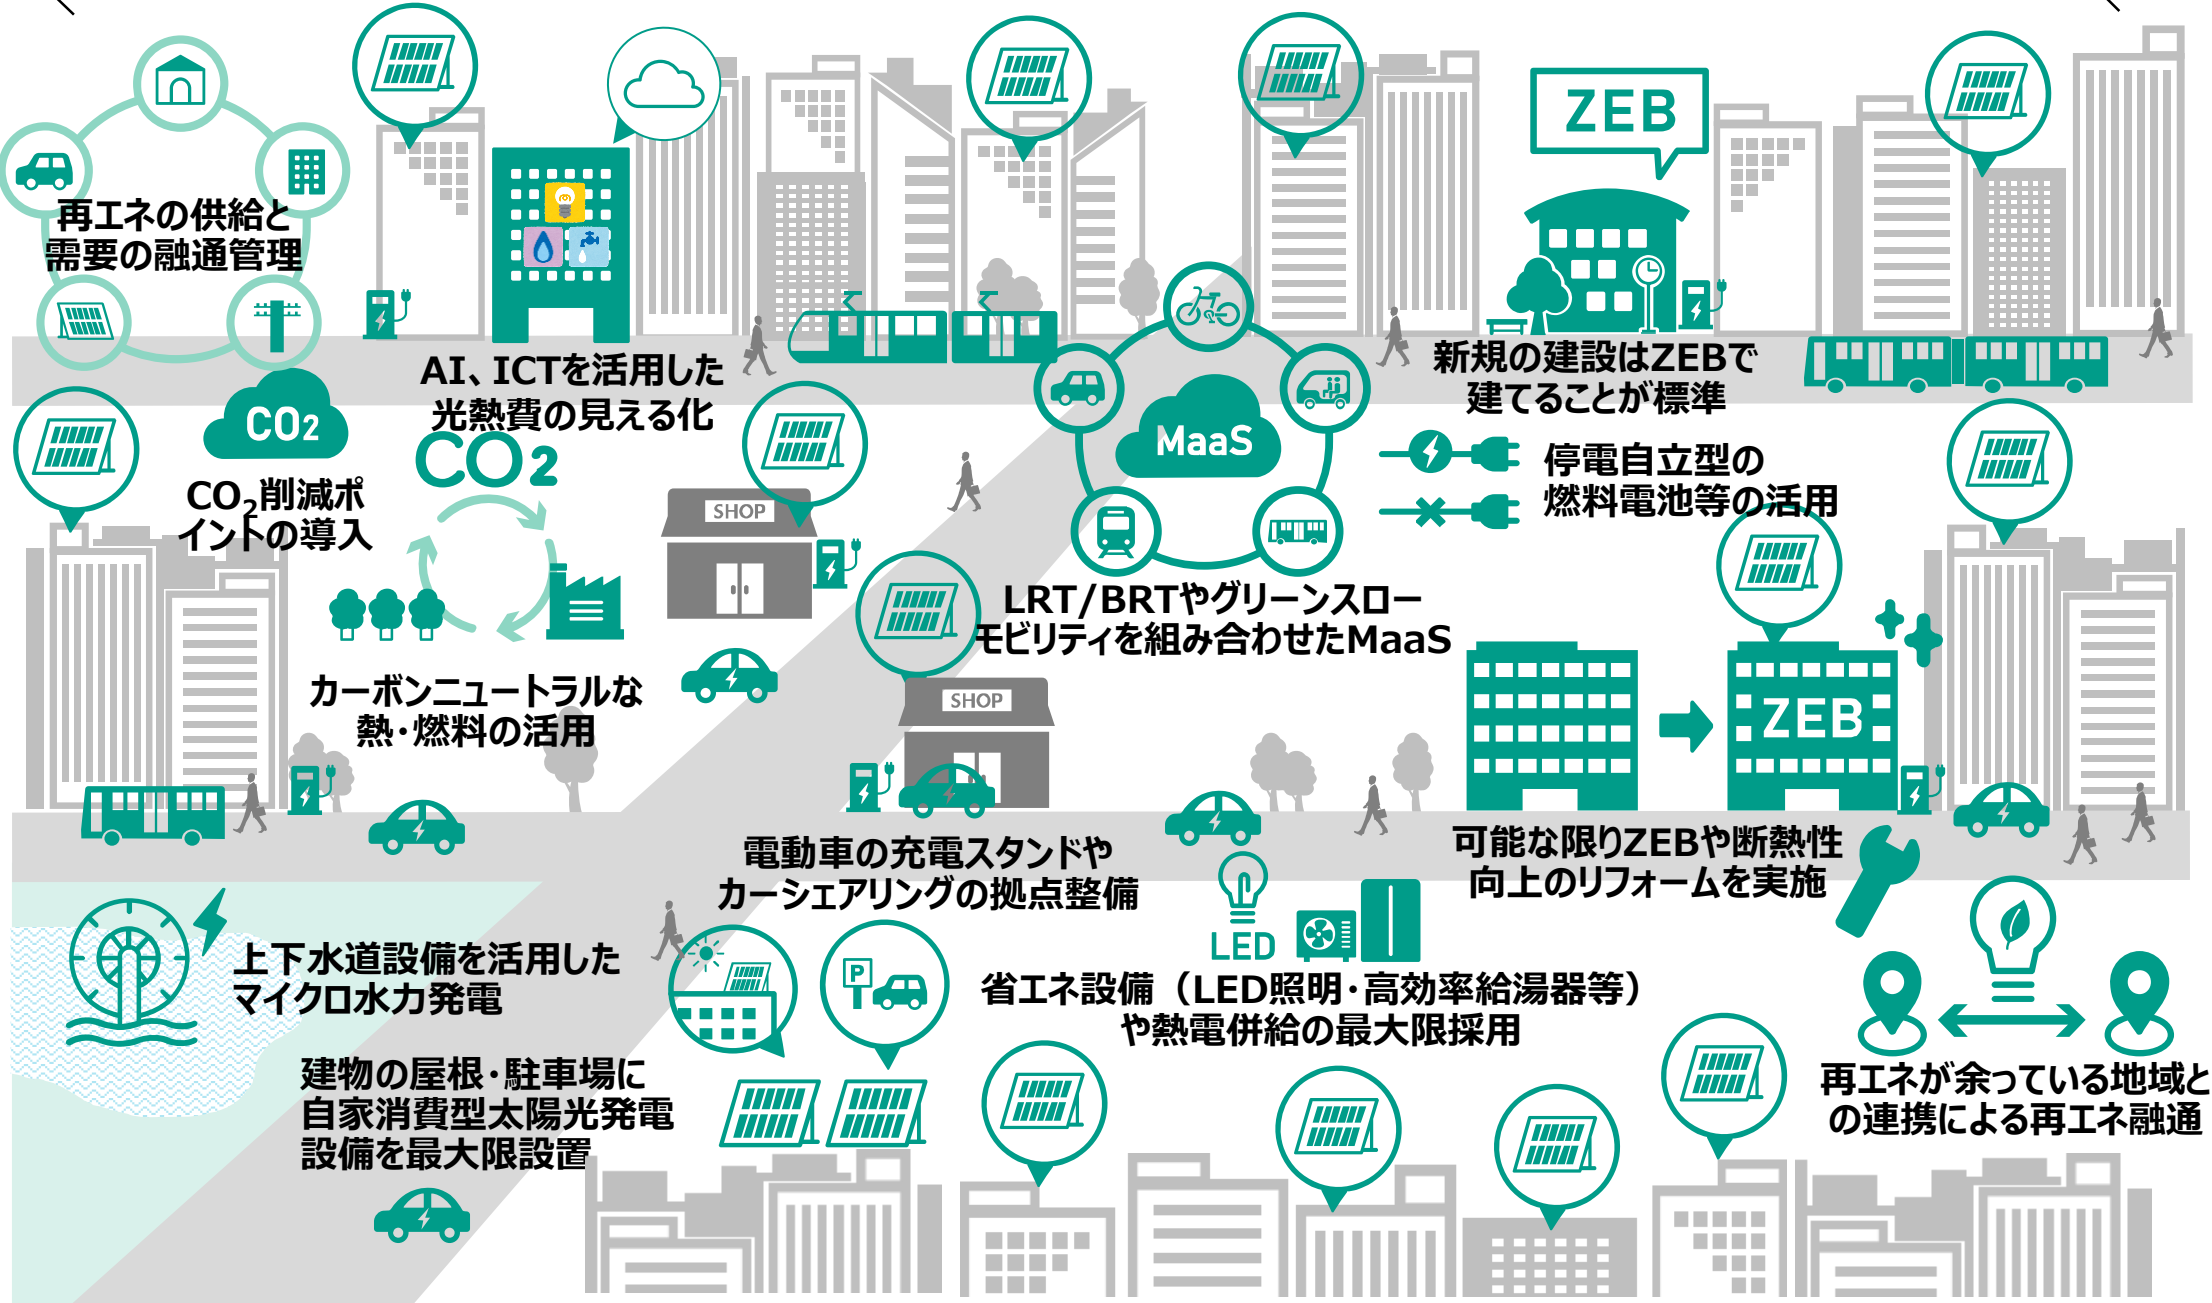 ZEB
再エネの供給と
需要の融通管理
AI、ICTを活用した
光熱費の見える化
新規の建設はZEBで
建てることが標準
CO2
CO2
MaaS
停電自立型の
燃料電池等の活用
CO₂削減ポ
イントの導入
SHOP
LRT/BRTやグリーンスロー
モビリティを組み合わせたMaaS
カーボンニュートラルな
熱・燃料の活用
SHOP
ZEB
電動車の充電スタンドや
カーシェアリングの拠点整備
可能な限りZEBや断熱性
向上のリフォームを実施
上下水道設備を活用した
マイクロ水力発電
P
LED
省エネ設備（LED照明・高効率給湯器等）
や熱電併給の最大限採用
建物の屋根・駐車場に
自家消費型太陽光発電
設備を最大限設置
再エネが余っている地域と
の連携による再エネ融通